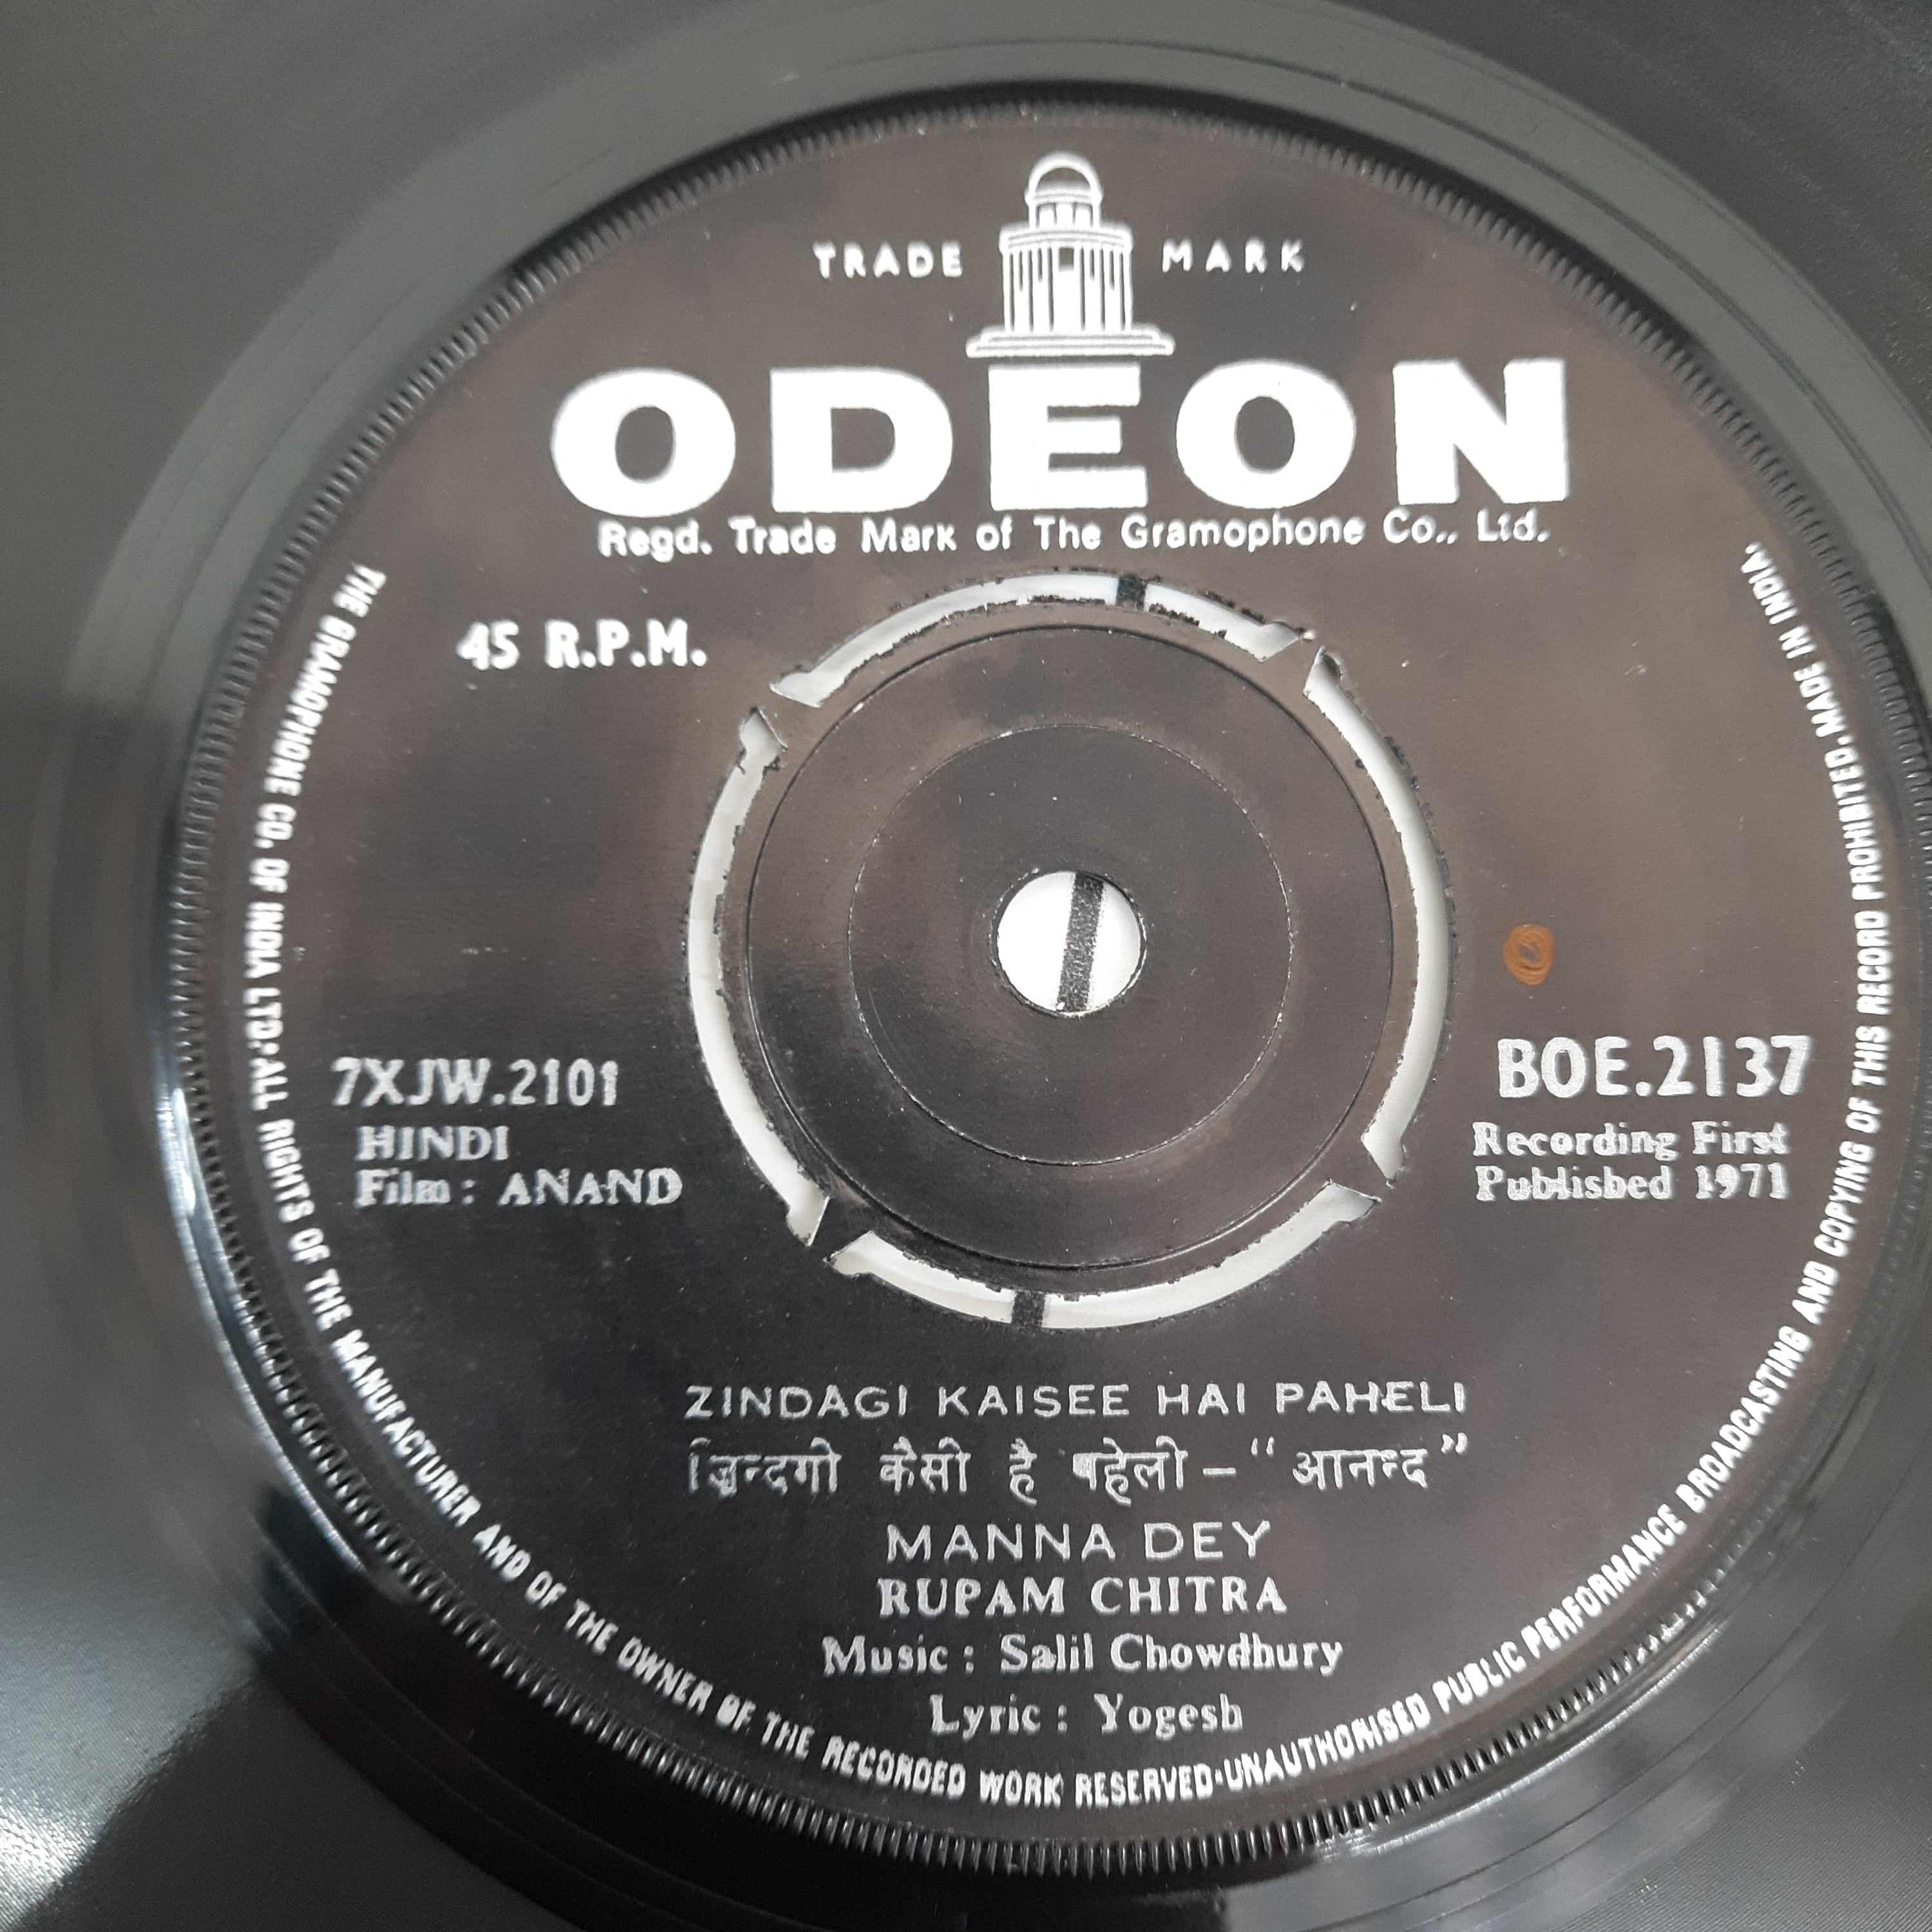 TRADE MARK
ODEON
Regd. Trade Mark of The Gramophone Co., Ltd.
45 R.P.M.
7XJW.2101
HINDI
Film : ANAND
BOE.2137
Recording First
Published 1971
ZINDAGI KAISEE HAI PAHELI
ज़िन्दगी कैसी है पहेली – “आनन्द”
MANNA DEY
RUPAM CHITRA
Music : Salil Chowdhury
Lyric : Yogesh
THE GRAMOPHONE CO. OF INDIA LTD. ALL RIGHTS OF THE MANUFACTURER AND OF THE OWNER OF THE RECORDED WORK RESERVED·UNAUTHORISED PUBLIC PERFORMANCE BROADCASTING AND COPYING OF THIS RECORD PROHIBITED. MADE IN INDIA.